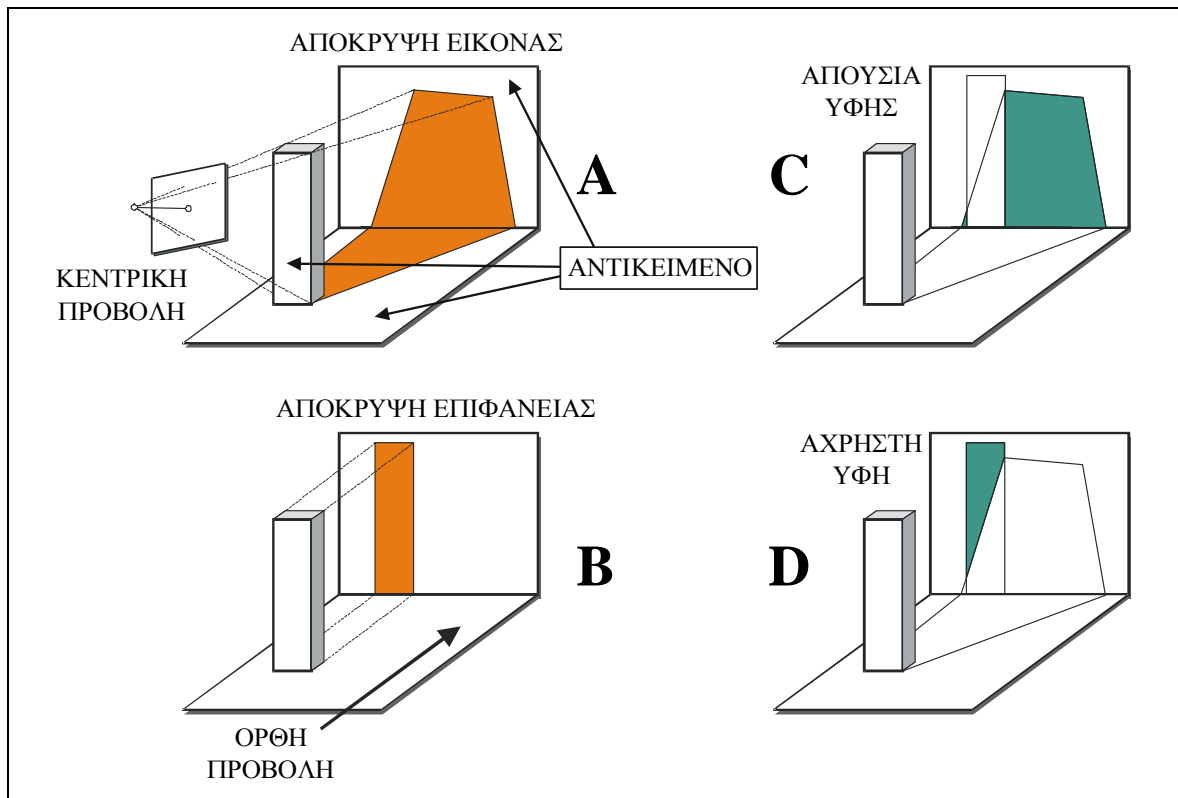 ΑΠΟΚΡΥΨΗ ΕΙΚΟΝΑΣ
A
ΚΕΝΤΡΙΚΗ
ΠΡΟΒΟΛΗ
ΑΝΤΙΚΕΙΜΕΝΟ
ΑΠΟΥΣΙΑ
ΥΦΗΣ
C
ΑΠΟΚΡΥΨΗ ΕΠΙΦΑΝΕΙΑΣ
B
ΟΡΘΗ
ΠΡΟΒΟΛΗ
ΑΧΡΗΣΤΗ
ΥΦΗ
D